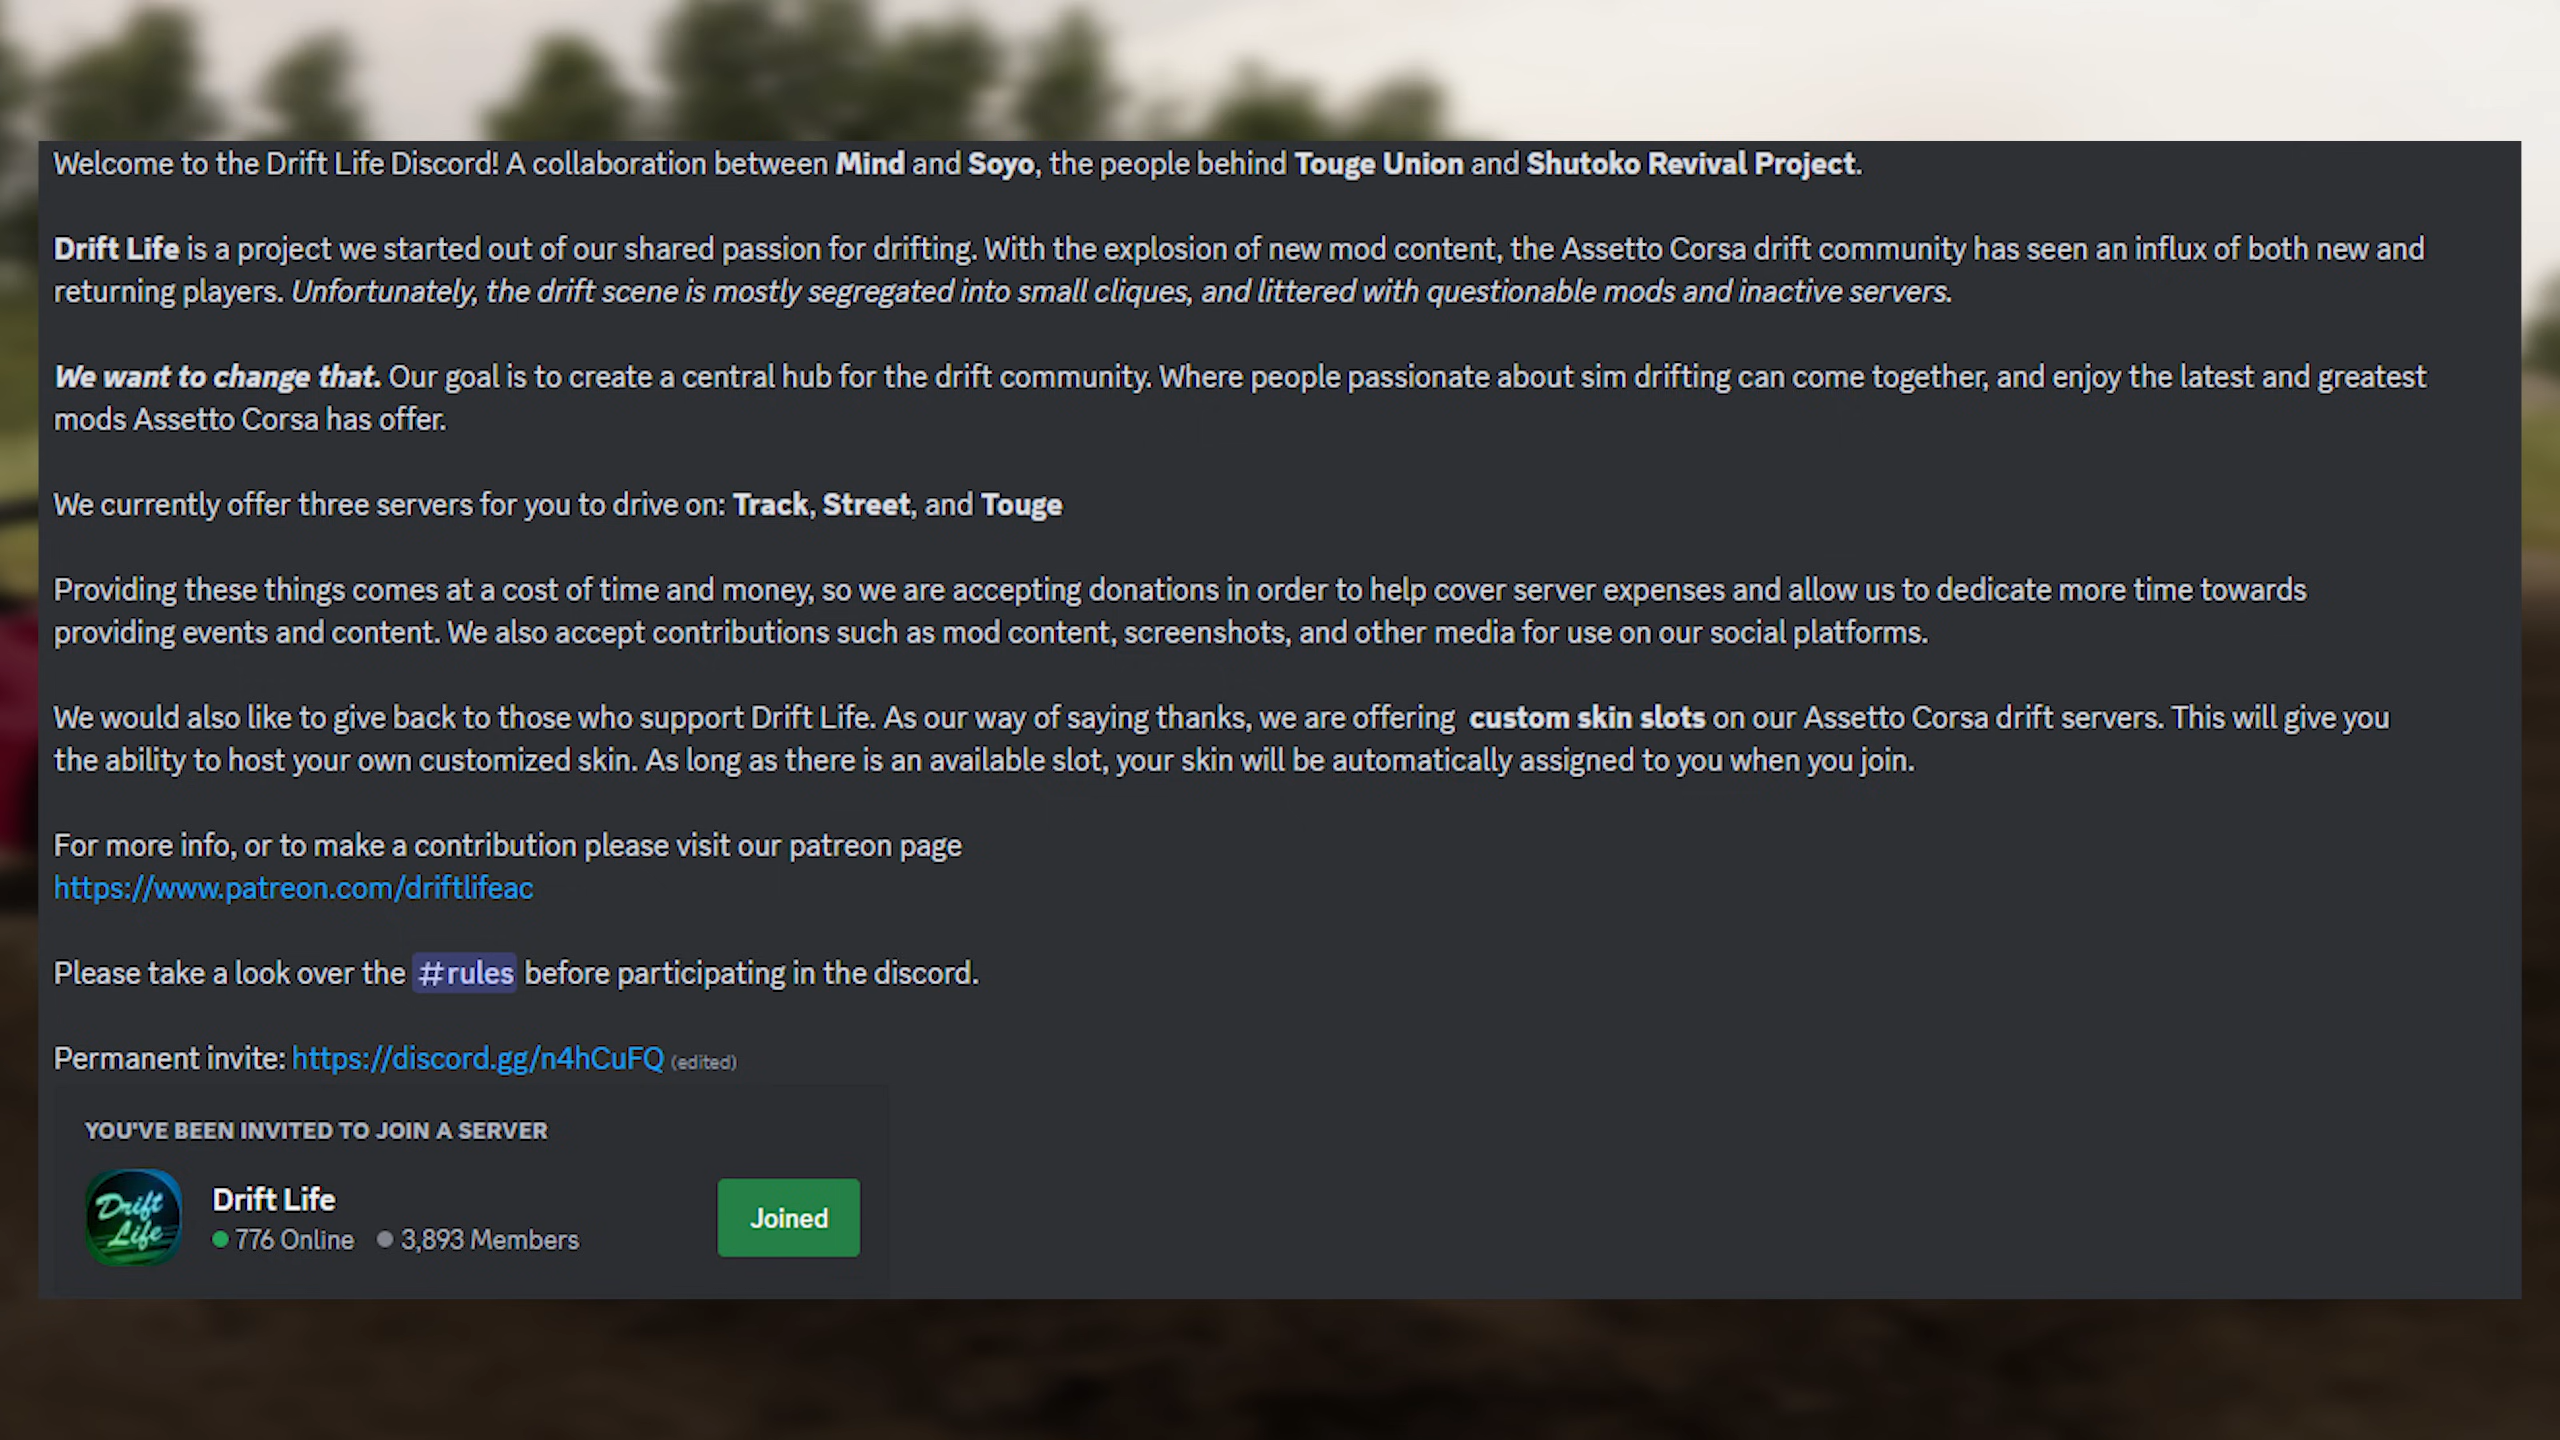 Welcome to the Drift Life Discord! A collaboration between Mind and Soyo, the people behind Touge Union and Shutoko Revival Project.
Drift Life is a project we started out of our shared passion for drifting. With the explosion of new mod content, the Assetto Corsa drift community has seen an influx of both new and
returning players. Unfortunately, the drift scene is mostly segregated into small cliques, and littered with questionable mods and inactive servers.
We want to change that. Our goal is to create a central hub for the drift community. Where people passionate about sim drifting can come together, and enjoy the latest and greatest
mods Assetto Corsa has offer.
We currently offer three servers for you to drive on: Track, Street, and Touge
Providing these things comes at a cost of time and money, so we are accepting donations in order to help cover server expenses and allow us to dedicate more time towards
providing events and content. We also accept contributions such as mod content, screenshots, and other media for use on our social platforms.
We would also like to give back to those who support Drift Life. As our way of saying thanks, we are offering  custom skin slots on our Assetto Corsa drift servers. This will give you
the ability to host your own customized skin. As long as there is an available slot, your skin will be automatically assigned to you when you join.
For more info, or to make a contribution please visit our patreon page
https://www.patreon.com/driftlifeac
Please take a look over the #rules before participating in the discord.
Permanent invite: https://discord.gg/n4hCuFQ (edited)
YOU'VE BEEN INVITED TO JOIN A SERVER
Drift
Life
Drift Life
776 Online 3,893 Members
Joined